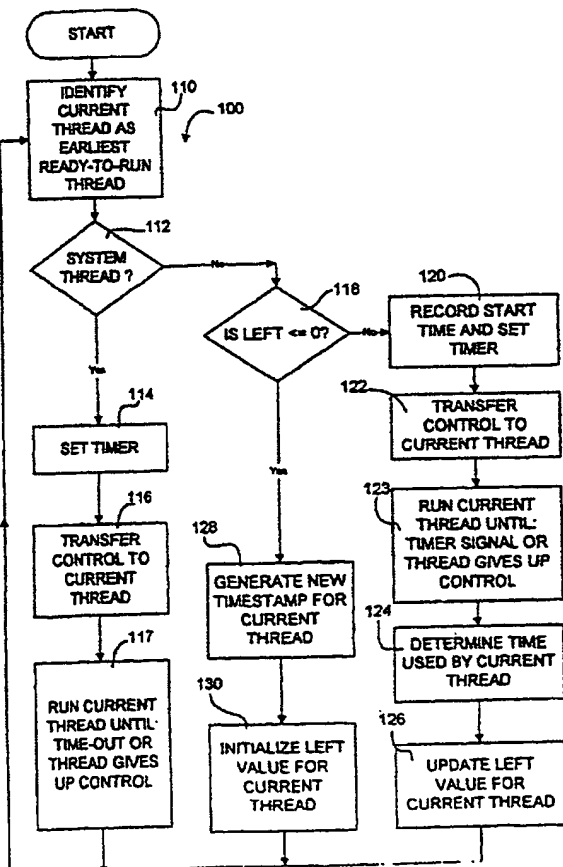 START
110
IDENTIFY
CURRENT
THREAD AS
EARLIEST
READY-TO-RUN
THREAD
100
112
SYSTEM
THREAD ?
No
118
IS LEFT <= 0?
No
120
RECORD START
TIME AND SET
TIMER
Yes
114
SET TIMER
122
TRANSFER
CONTROL TO
CURRENT THREAD
Yes
116
TRANSFER
CONTROL TO
CURRENT
THREAD
123
RUN CURRENT
THREAD UNTIL:
TIMER SIGNAL OR
THREAD GIVES UP
CONTROL
128
GENERATE NEW
TIMESTAMP FOR
CURRENT
THREAD
124
DETERMINE TIME
USED BY CURRENT
THREAD
117
RUN CURRENT
THREAD UNTIL:
TIME-OUT OR
THREAD GIVES
UP CONTROL
130
INITIALIZE LEFT
VALUE FOR
CURRENT
THREAD
126
UPDATE LEFT
VALUE FOR
CURRENT THREAD